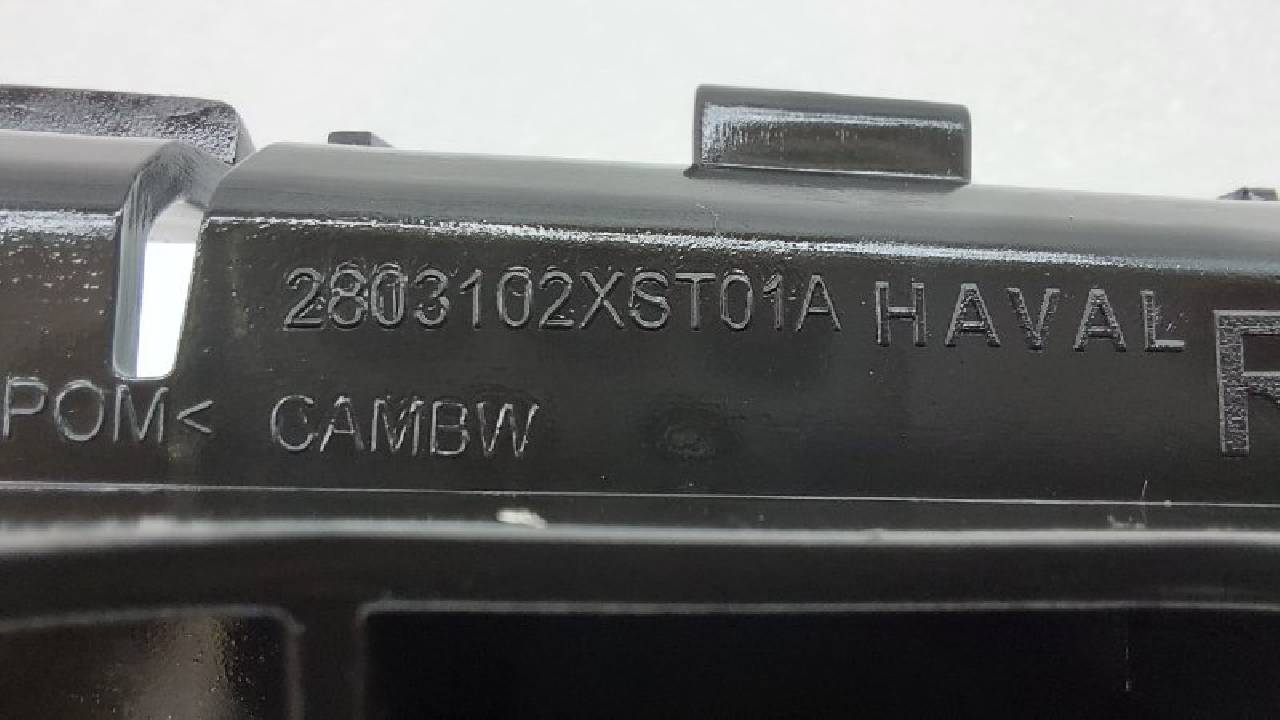 2803102XST01A HAVAL R
POM< CAMBW